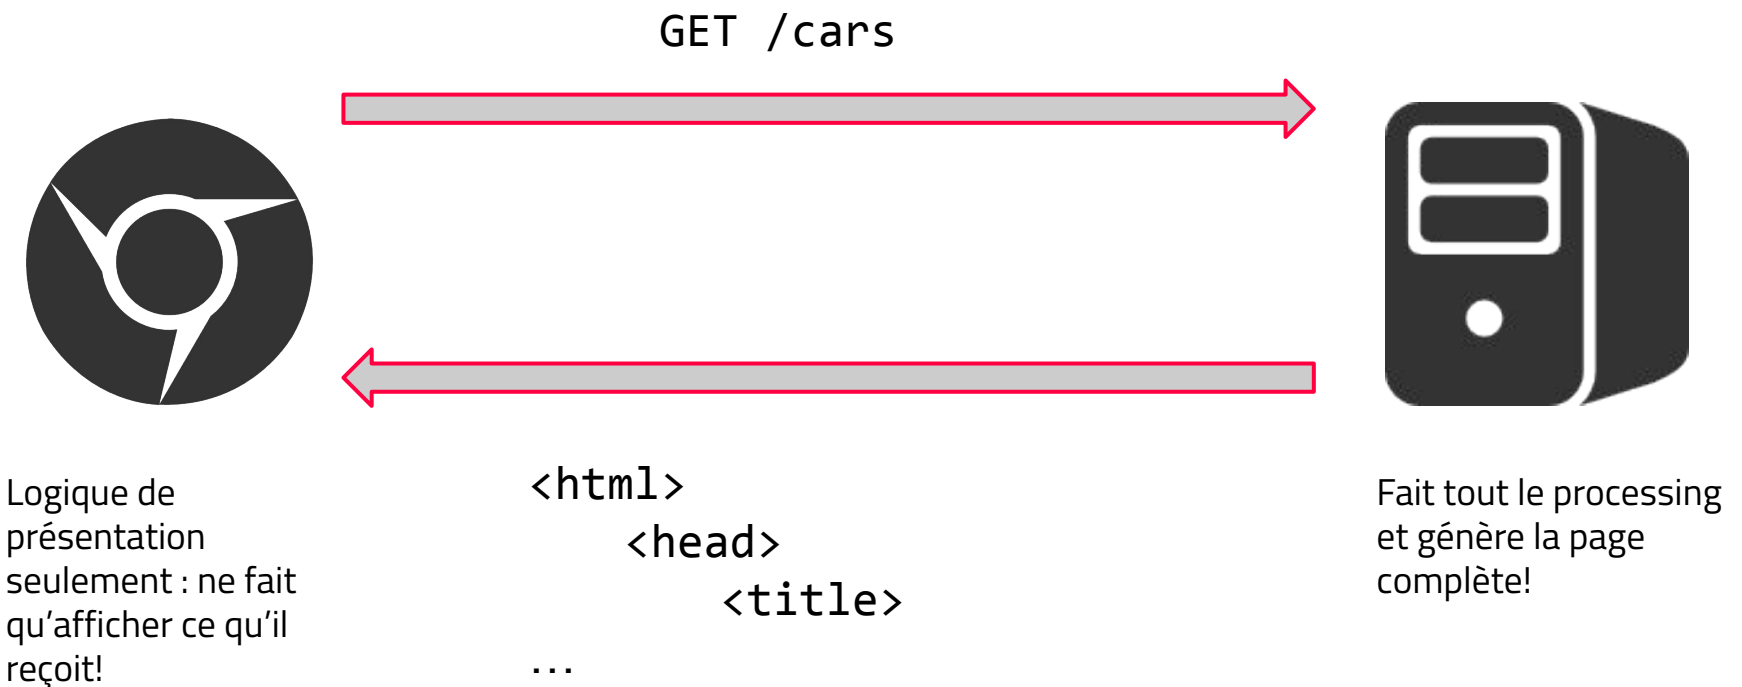 GET /cars
Logique de
présentation
seulement : ne fait
qu’afficher ce qu’il
reçoit!
<html>
<head>
<title>
...
Fait tout le processing
et génère la page
complète!